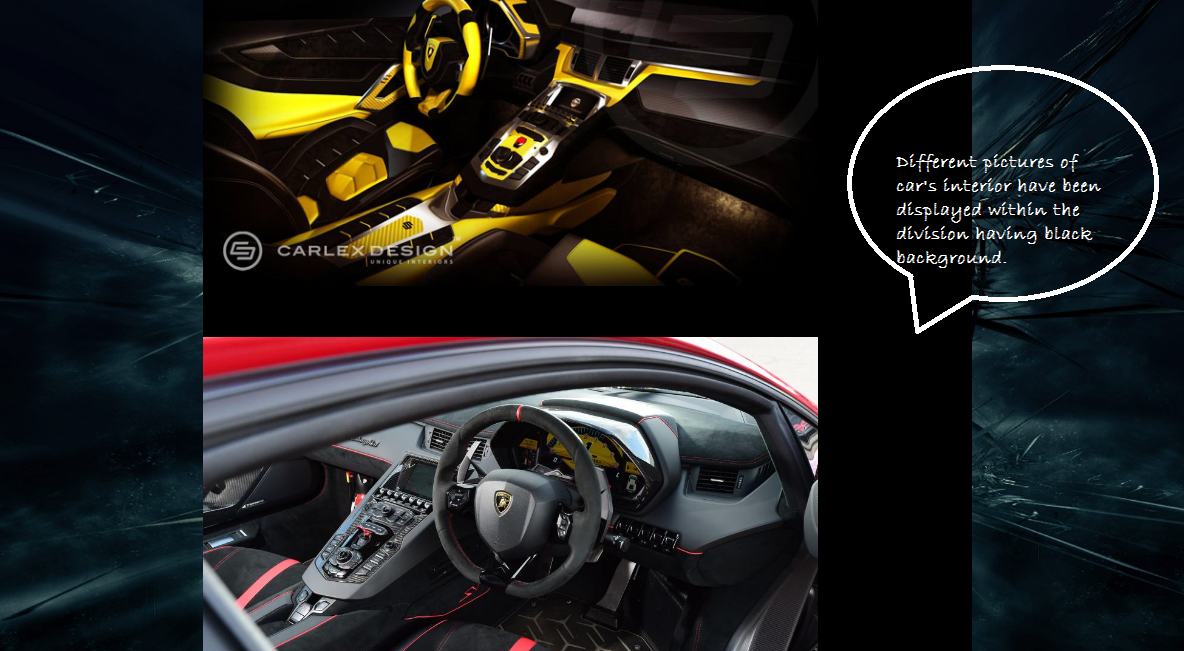 CARLEX DESIGN
UNIQUE INTERIORS
Different pictures of
car's interior have been
displayed within the
division having black
background.